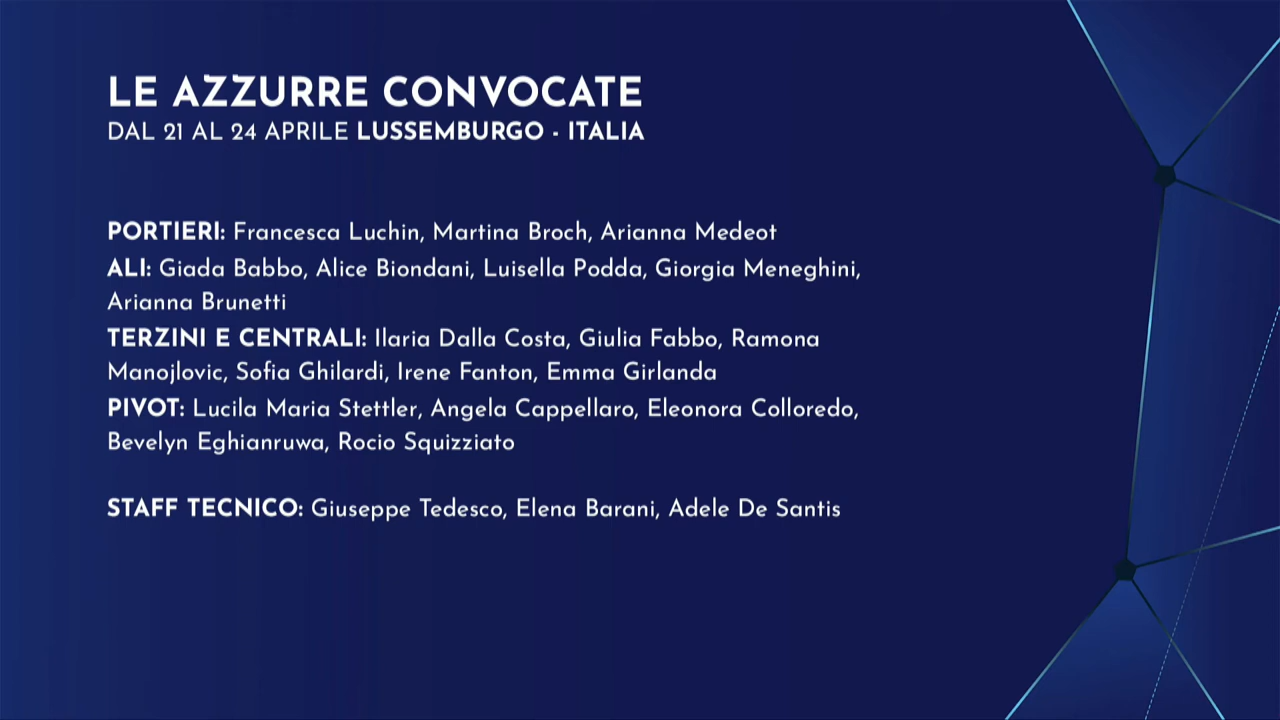 LE AZZURRE CONVOCATE
DAL 21 AL 24 APRILE LUSSEMBURGO - ITALIA
PORTIERI: Francesca Luchin, Martina Broch, Arianna Medeot
ALI: Giada Babbo, Alice Biondani, Luisella Podda, Giorgia Meneghini,
Arianna Brunetti
TERZINI E CENTRALI: Ilaria Dalla Costa, Giulia Fabbo, Ramona
Manojlovic, Sofia Ghilardi, Irene Fanton, Emma Girlanda
PIVOT: Lucila Maria Stettler, Angela Cappellaro, Eleonora Colloredo,
Bevelyn Eghianruwa, Rocio Squizziato
STAFF TECNICO: Giuseppe Tedesco, Elena Barani, Adele De Santis